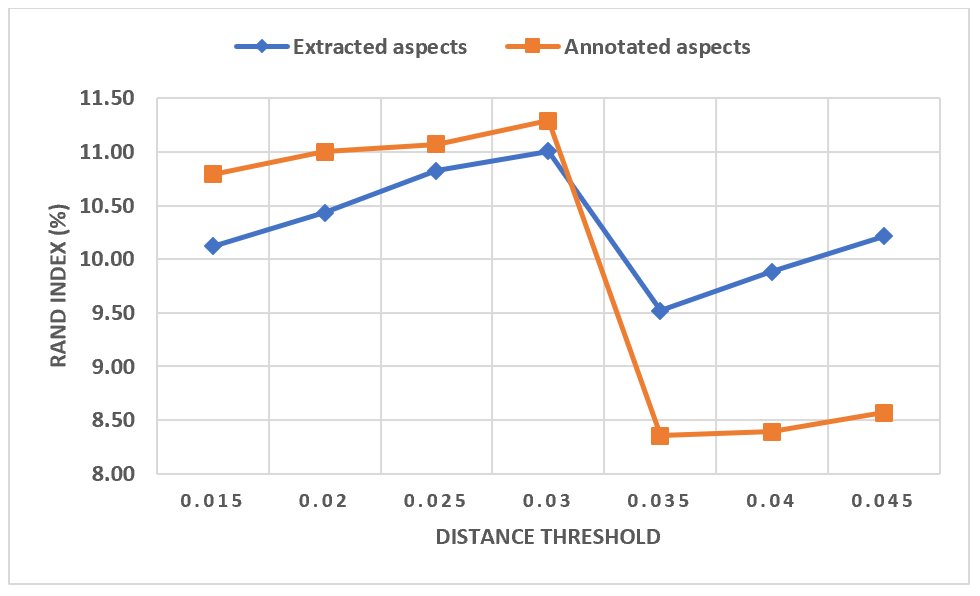 Extracted aspects Annotated aspects
11.50
11.00
10.50
10.00
9.50
9.00
8.50
8.00
RAND INDEX (%)
0.015 0.02 0.025 0.03 0.035 0.04 0.045
DISTANCE THRESHOLD